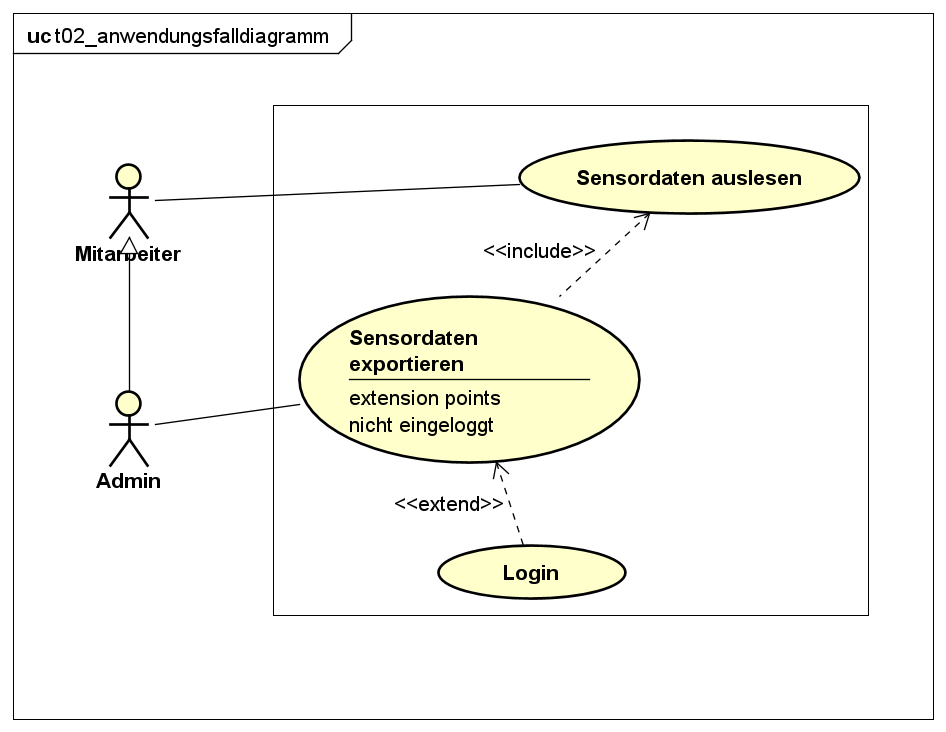 uc t02_anwendungsfalldiagramm
Sensordaten auslesen
Mitarbeiter
<<include>>
Sensordaten
exportieren
extension points
nicht eingeloggt
Admin
<<extend>>
Login